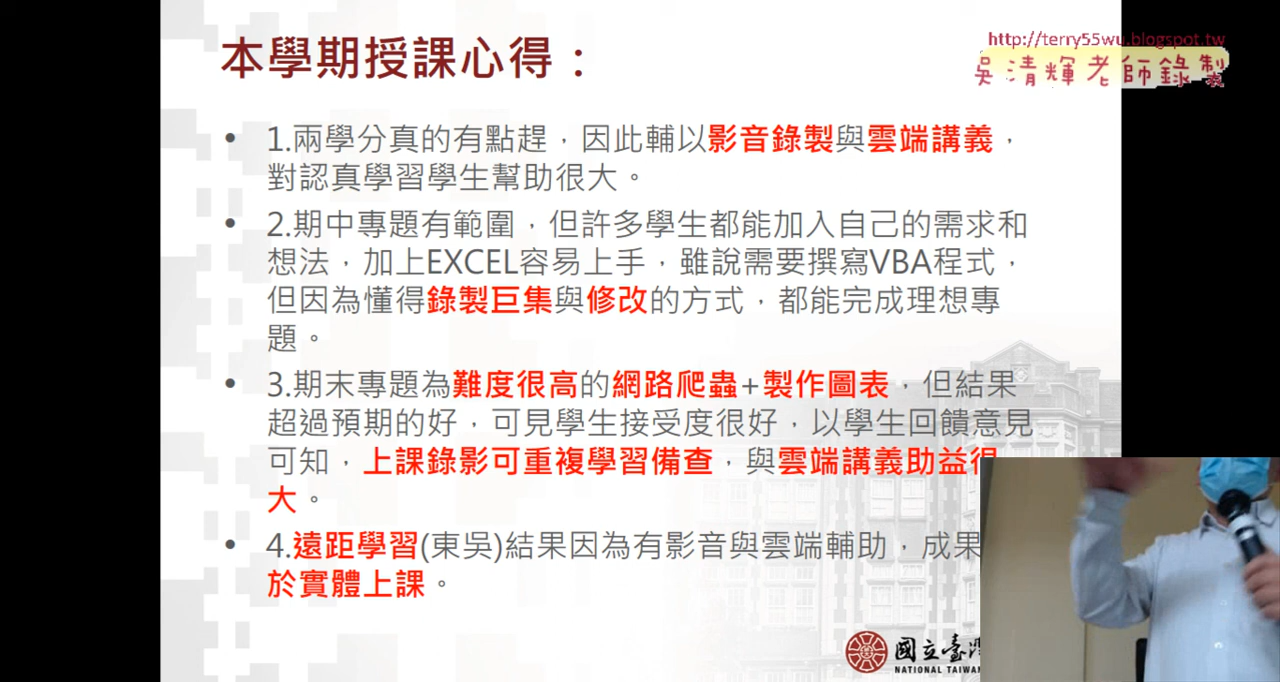 本學期授課心得：
http://terry55wu.blogspot.tw
吳清輝老師錄製
• 1.兩學分真的有點趕，因此輔以影音錄製與雲端講義，
對認真學習學生幫助很大。
• 2.期中專題有範圍，但許多學生都能加入自己的需求和
想法，加上EXCEL容易上手，雖說需要撰寫VBA程式，
但因為懂得錄製巨集與修改的方式，都能完成理想專
題。
• 3.期末專題為難度很高的網路爬蟲+製作圖表，但結果
超過預期的好，可見學生接受度很好，以學生回饋意見
可知，上課錄影可重複學習備查，與雲端講義助益很
大。
• 4.遠距學習(東吳)結果因為有影音與雲端輔助，成果
於實體上課。
國立臺灣
NATIONAL TAIWAN